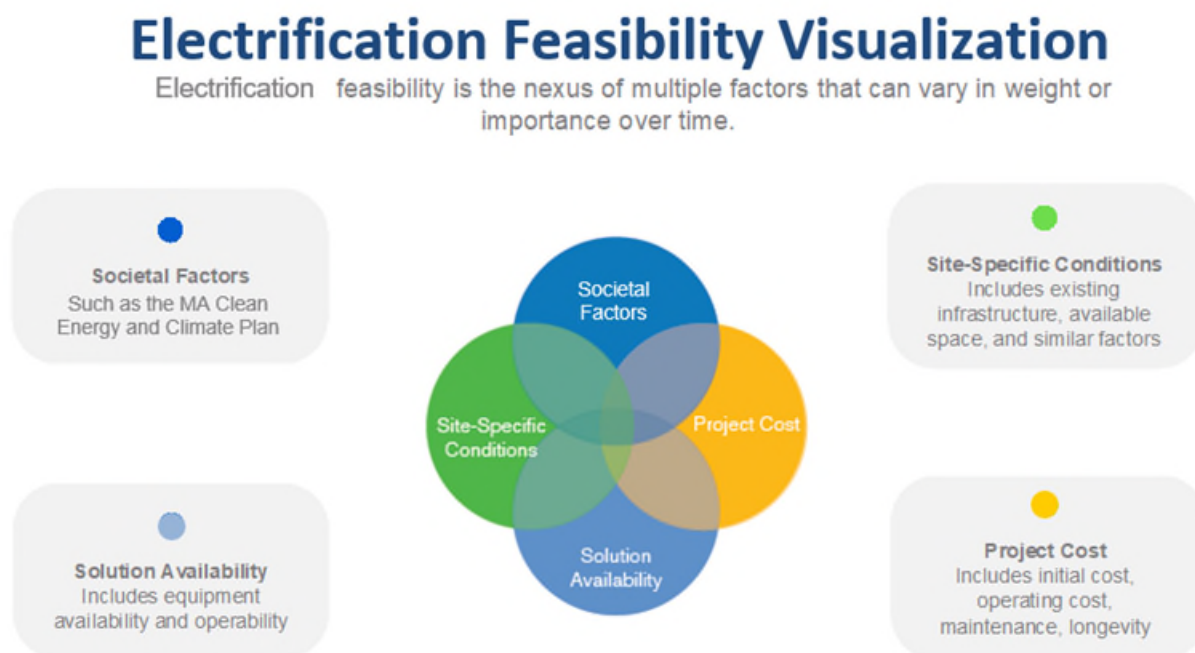 Electrification Feasibility Visualization
Electrification feasibility is the nexus of multiple factors that can vary in weight or
importance over time.
Societal Factors
Such as the MA Clean
Energy and Climate Plan
Site-Specific Conditions
Includes existing
infrastructure, available
space, and similar factors
Societal
Factors
Site-Specific
Conditions
Project Cost
Solution
Availability
Solution Availability
Includes equipment
availability and operability
Project Cost
Includes initial cost,
operating cost,
maintenance, longevity